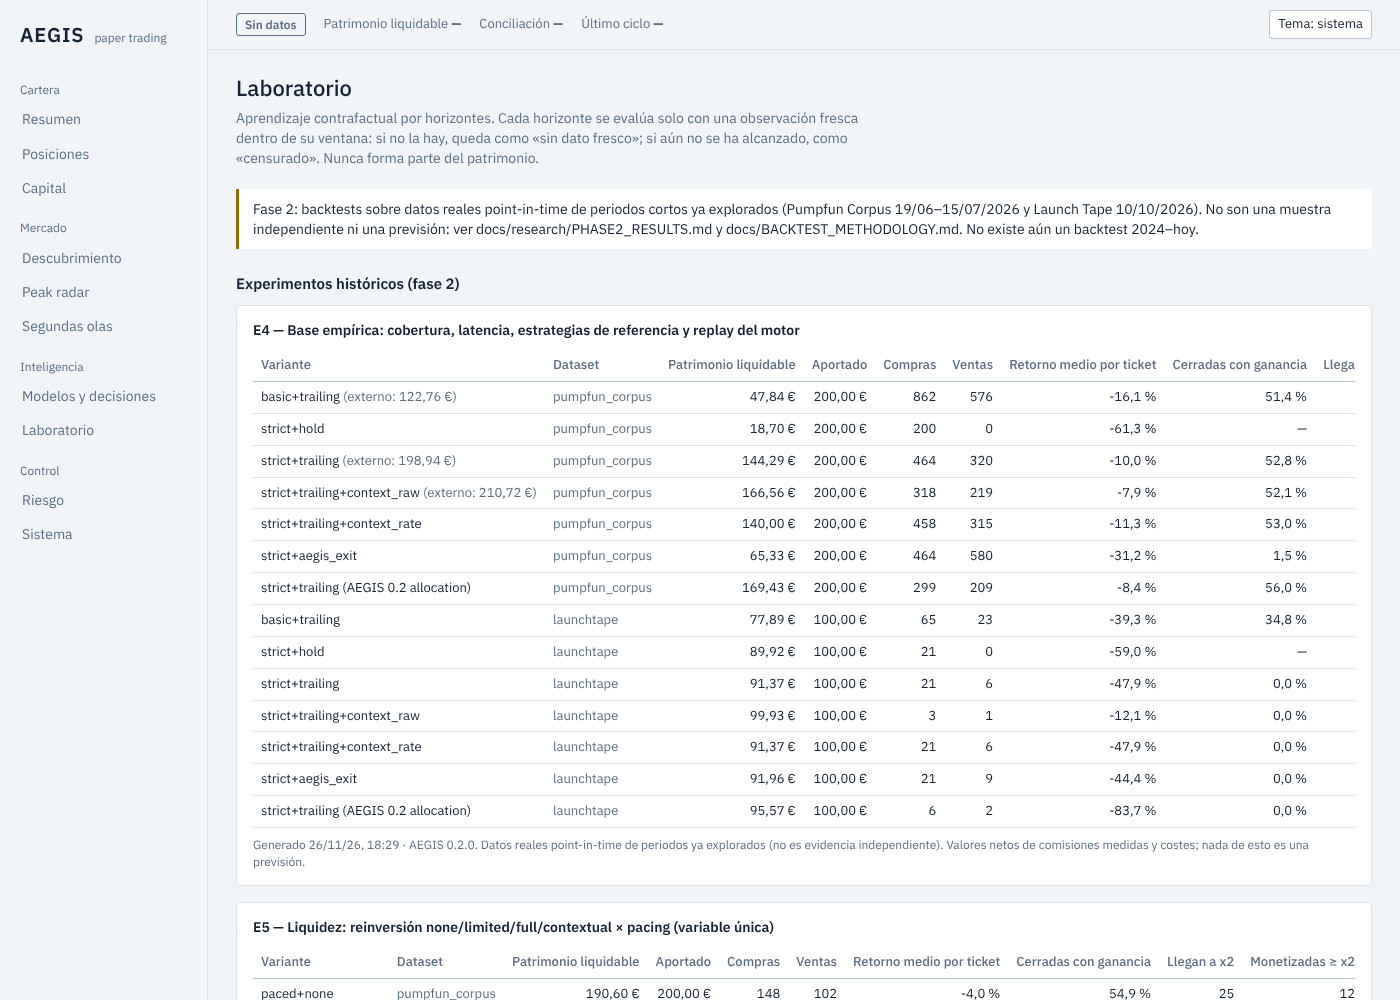 AEGIS paper trading
Sin datos Patrimonio liquidable — Conciliación — Último ciclo — Tema: sistema
Cartera
Resumen
Posiciones
Capital
Mercado
Descubrimiento
Peak radar
Segundas olas
Inteligencia
Modelos y decisiones
Laboratorio
Control
Riesgo
Sistema
Laboratorio
Aprendizaje contrafactual por horizontes. Cada horizonte se evalúa solo con una observación fresca
dentro de su ventana: si no la hay, queda como «sin dato fresco»; si aún no se ha alcanzado, como
«censurado». Nunca forma parte del patrimonio.
Fase 2: backtests sobre datos reales point-in-time de periodos cortos ya explorados (Pumpfun Corpus 19/06–15/07/2026 y Launch Tape 10/10/2026). No son una muestra
independiente ni una previsión: ver docs/research/PHASE2_RESULTS.md y docs/BACKTEST_METHODOLOGY.md. No existe aún un backtest 2024–hoy.
Experimentos históricos (fase 2)
E4 — Base empírica: cobertura, latencia, estrategias de referencia y replay del motor
Variante Dataset Patrimonio liquidable Aportado Compras Ventas Retorno medio por ticket Cerradas con ganancia Llega
basic+trailing (externo: 122,76 €) pumpfun_corpus 47,84 € 200,00 € 862 576 -16,1 % 51,4 %
strict+hold pumpfun_corpus 18,70 € 200,00 € 200 0 -61,3 % —
strict+trailing (externo: 198,94 €) pumpfun_corpus 144,29 € 200,00 € 464 320 -10,0 % 52,8 %
strict+trailing+context_raw (externo: 210,72 €) pumpfun_corpus 166,56 € 200,00 € 318 219 -7,9 % 52,1 %
strict+trailing+context_rate pumpfun_corpus 140,00 € 200,00 € 458 315 -11,3 % 53,0 %
strict+aegis_exit pumpfun_corpus 65,33 € 200,00 € 464 580 -31,2 % 1,5 %
strict+trailing (AEGIS 0.2 allocation) pumpfun_corpus 169,43 € 200,00 € 299 209 -8,4 % 56,0 %
basic+trailing launchtape 77,89 € 100,00 € 65 23 -39,3 % 34,8 %
strict+hold launchtape 89,92 € 100,00 € 21 0 -59,0 % —
strict+trailing launchtape 91,37 € 100,00 € 21 6 -47,9 % 0,0 %
strict+trailing+context_raw launchtape 99,93 € 100,00 € 3 1 -12,1 % 0,0 %
strict+trailing+context_rate launchtape 91,37 € 100,00 € 21 6 -47,9 % 0,0 %
strict+aegis_exit launchtape 91,96 € 100,00 € 21 9 -44,4 % 0,0 %
strict+trailing (AEGIS 0.2 allocation) launchtape 95,57 € 100,00 € 6 2 -83,7 % 0,0 %
Generado 26/11/26, 18:29 · AEGIS 0.2.0. Datos reales point-in-time de periodos ya explorados (no es evidencia independiente). Valores netos de comisiones medidas y costes; nada de esto es una
previsión.
E5 — Liquidez: reinversión none/limited/full/contextual × pacing (variable única)
Variante Dataset Patrimonio liquidable Aportado Compras Ventas Retorno medio por ticket Cerradas con ganancia Llegan a x2 Monetizadas ≥ x2
paced+none pumpfun_corpus 190,60 € 200,00 € 148 102 -4,0 % 54,9 % 25 12